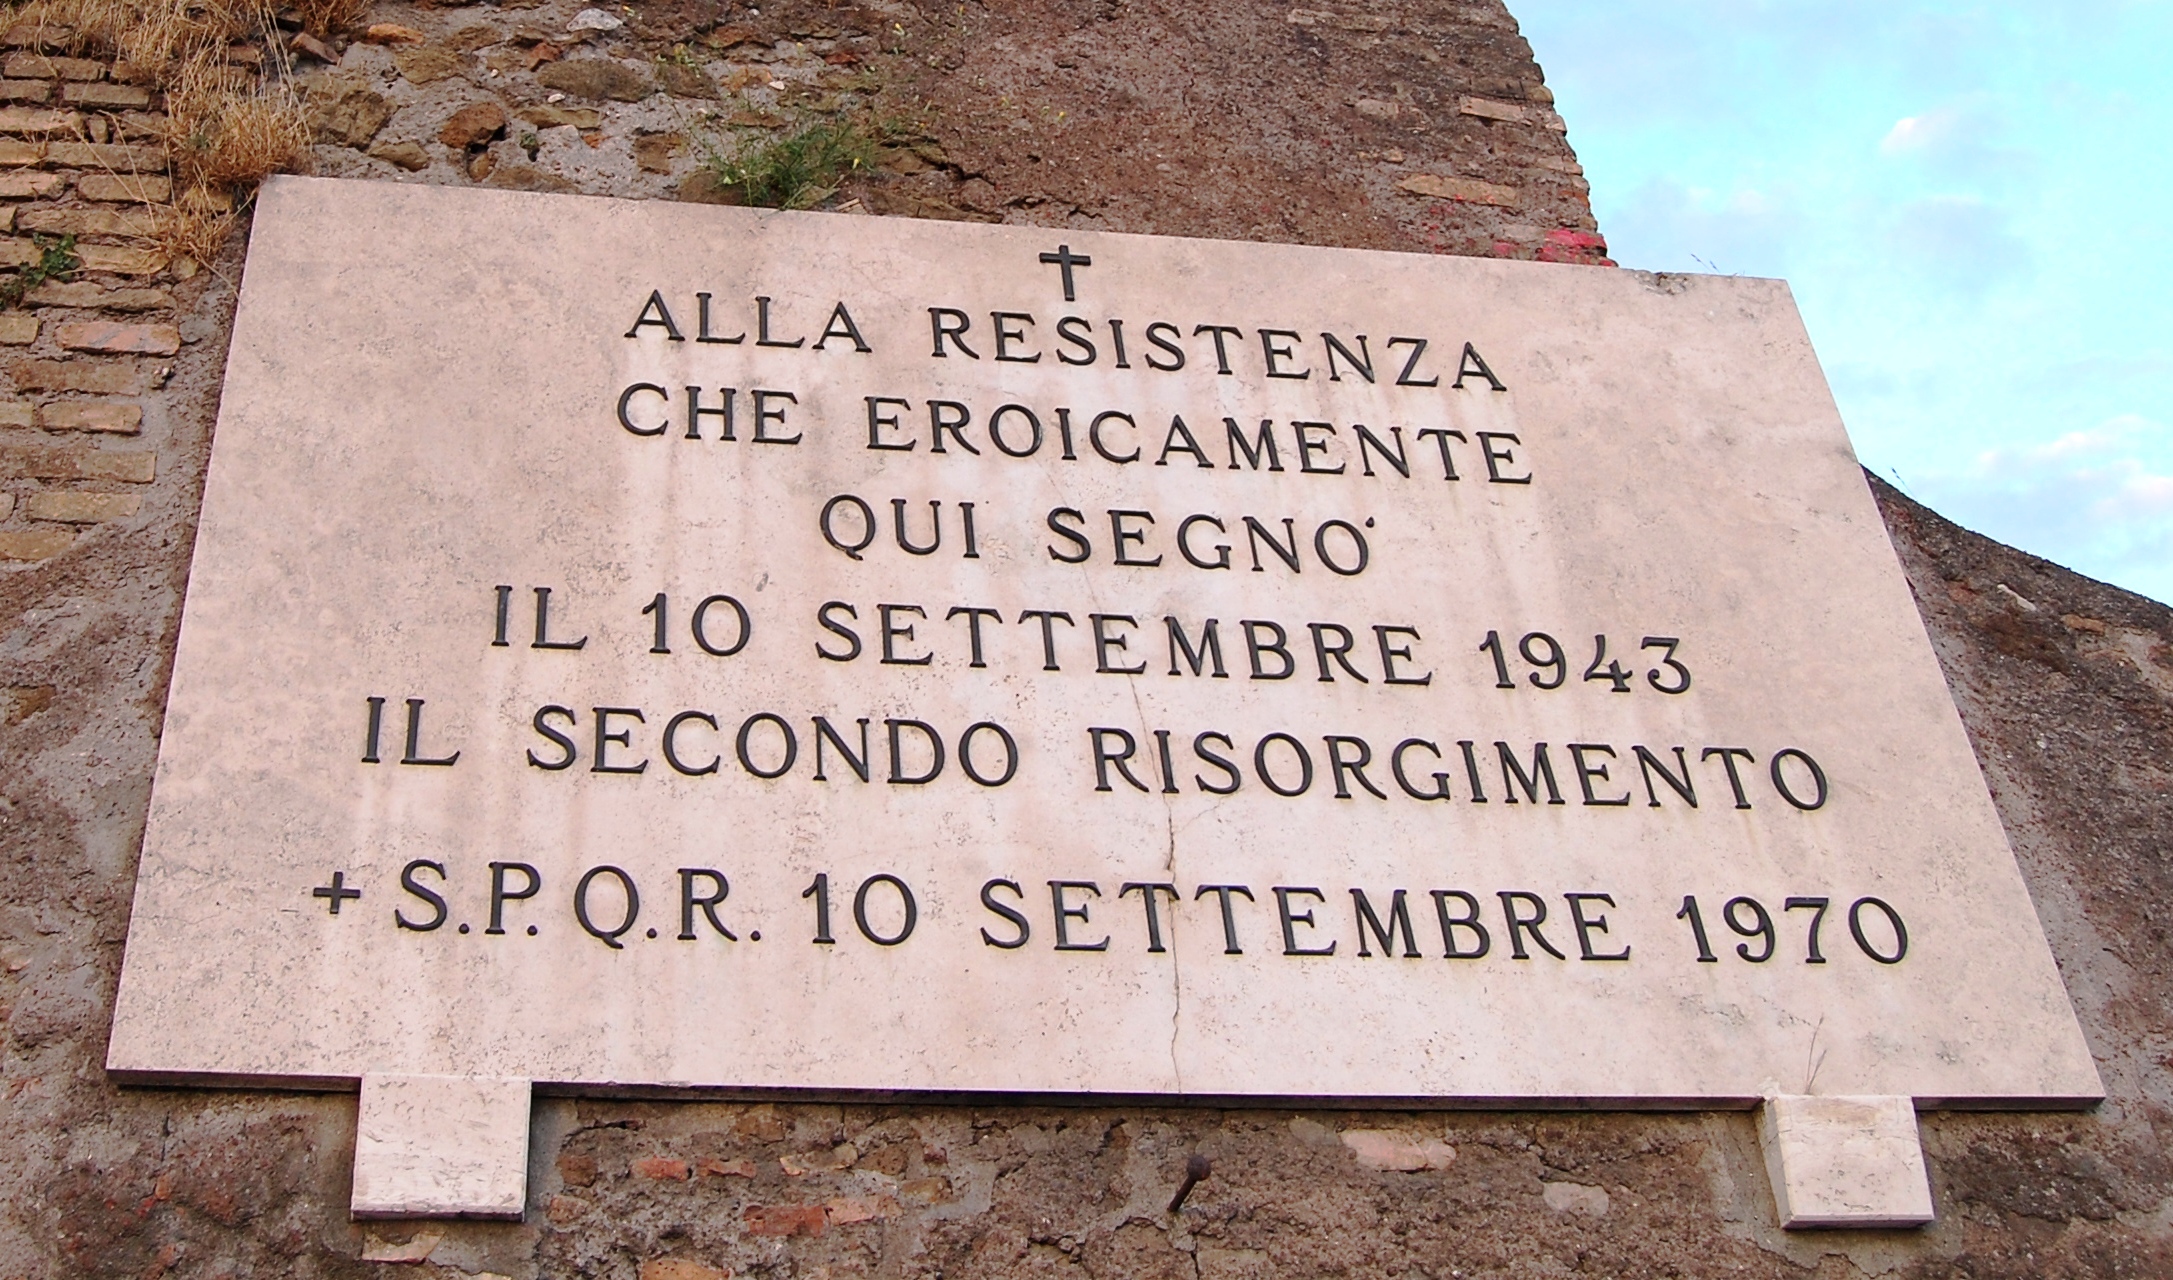 ALLA RESISTENZA
CHE EROICAMENTE
QUI SEGNO'
IL 10 SETTEMBRE 1943
IL SECONDO RISORGIMENTO
+ S.P.Q.R. 10 SETTEMBRE 1970